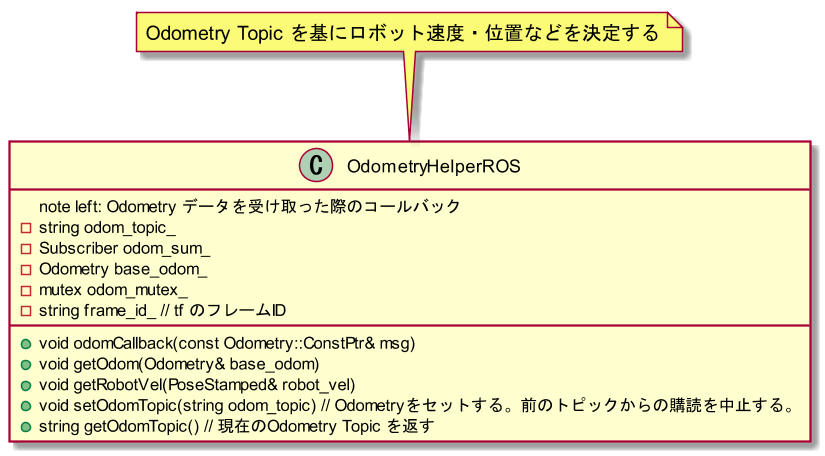 Odometry Topic を基にロボット速度・位置などを決定する
C OdometryHelperROS
note left: Odometry データを受け取った際のコールバック
string odom_topic_
Subscriber odom_sum_
Odometry base_odom_
mutex odom_mutex_
string frame_id_ // tf のフレームID
void odomCallback(const Odometry::ConstPtr& msg)
void getOdom(Odometry& base_odom)
void getRobotVel(PoseStamped& robot_vel)
void setOdomTopic(string odom_topic) // Odometryをセットする。前のトピックからの購読を中止する。
string getOdomTopic() // 現在のOdometry Topic を返す